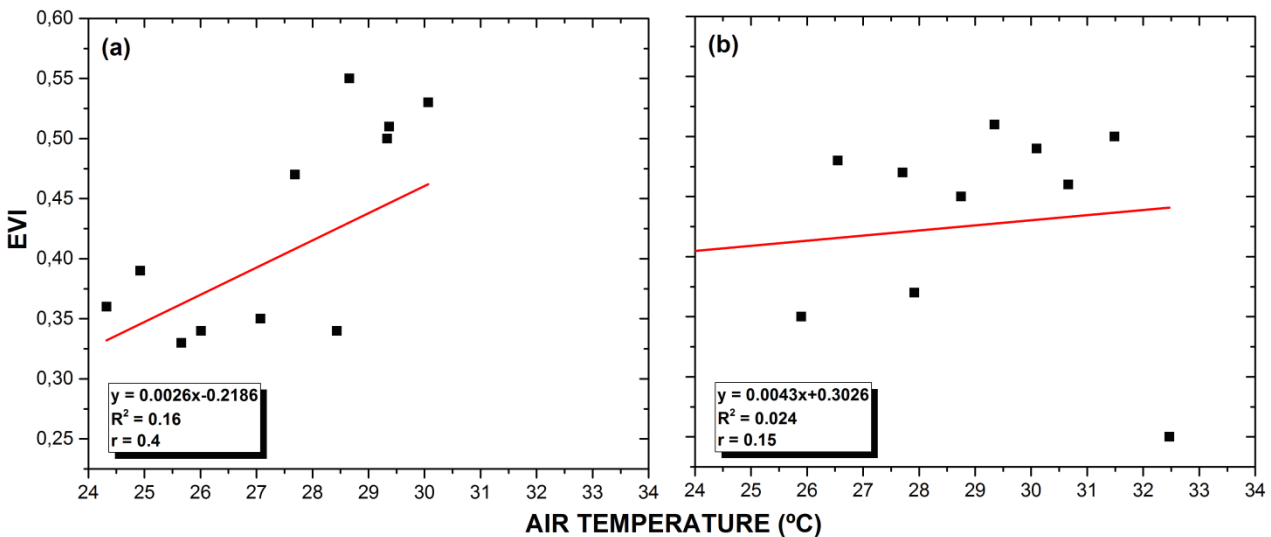 (a)
(b)
0,60
0,55
0,50
0,45
0,40
0,35
0,30
0,25
EVI
y = 0.0026x-0.2186
R² = 0.16
r = 0.4
y = 0.0043x+0.3026
R² = 0.024
r = 0.15
24 25 26 27 28 29 30 31 32 33 34
24 25 26 27 28 29 30 31 32 33 34
AIR TEMPERATURE (ºC)